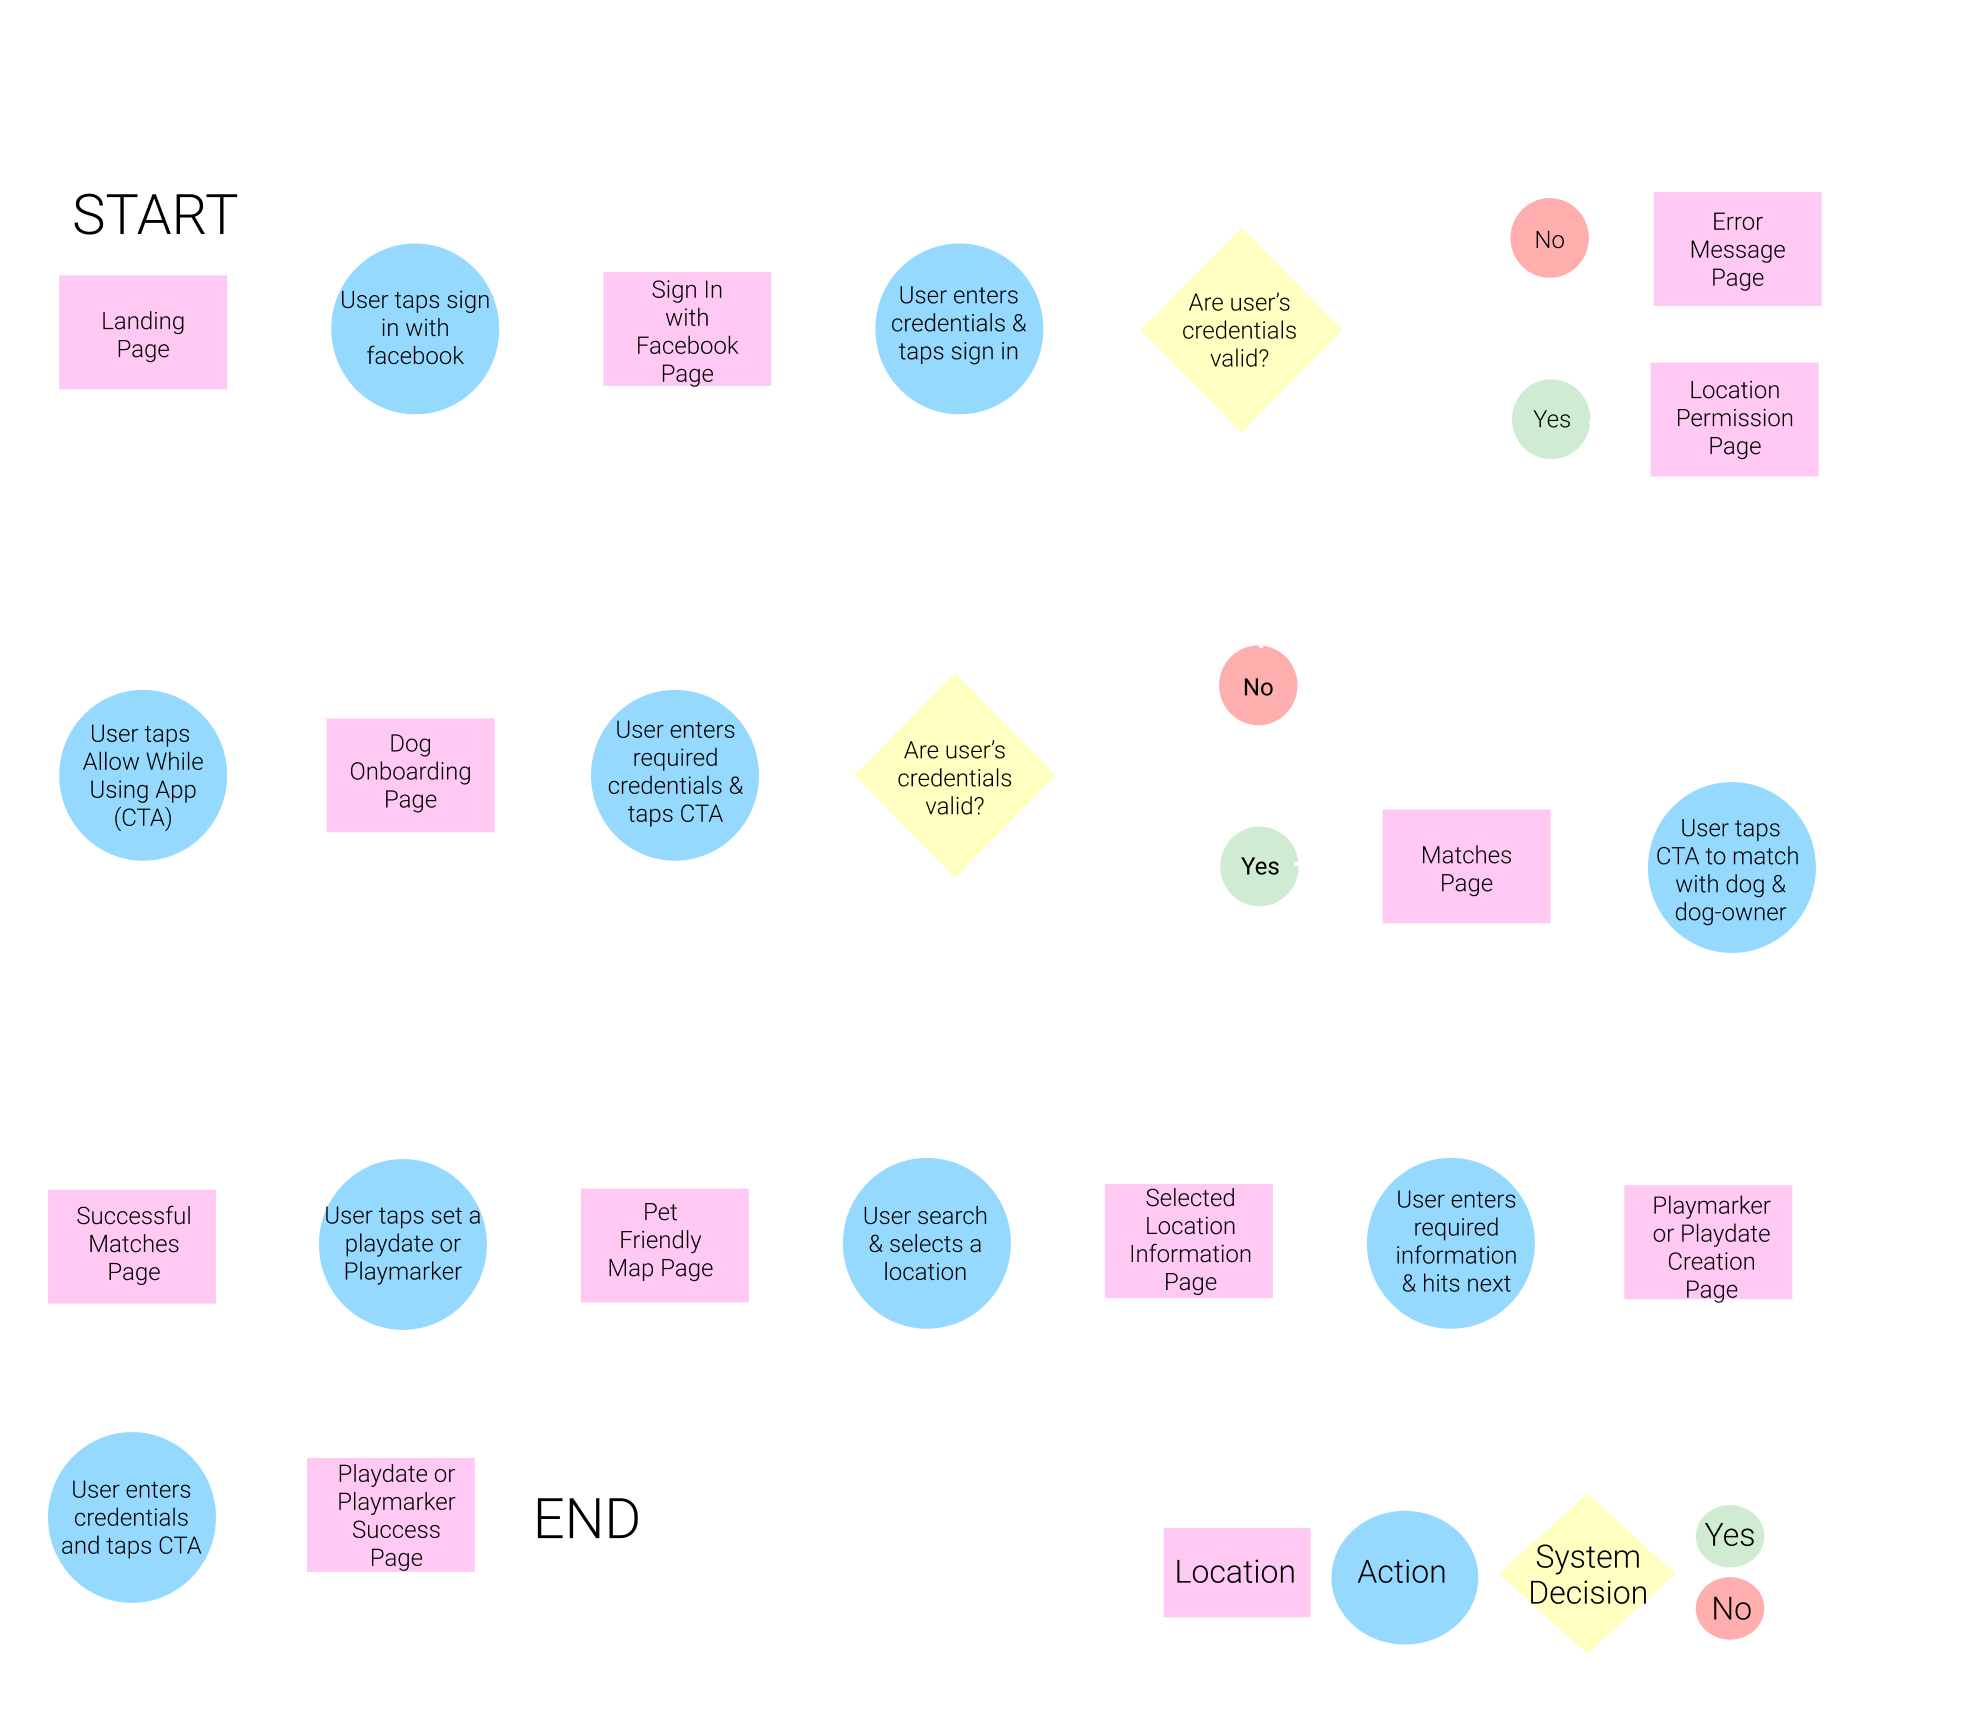 START
Landing
Page
User taps sign
in with
facebook
Sign In
with
Facebook
Page
User enters
credentials &
taps sign in
Are user’s
credentials
valid?
No
Error
Message
Page
Yes
Location
Permission
Page
User taps
Allow While
Using App
(CTA)
Dog
Onboarding
Page
User enters
required
credentials &
taps CTA
Are user’s
credentials
valid?
No
Yes
Matches
Page
User taps
CTA to match
with dog &
dog-owner
Successful
Matches
Page
User taps set a
playdate or
Playmarker
Pet
Friendly
Map Page
User search
& selects a
location
Selected
Location
Information
Page
User enters
required
information
& hits next
Playmarker
or Playdate
Creation
Page
User enters
credentials
and taps CTA
Playdate or
Playmarker
Success
Page
END
Location
Action
System
Decision
Yes
No